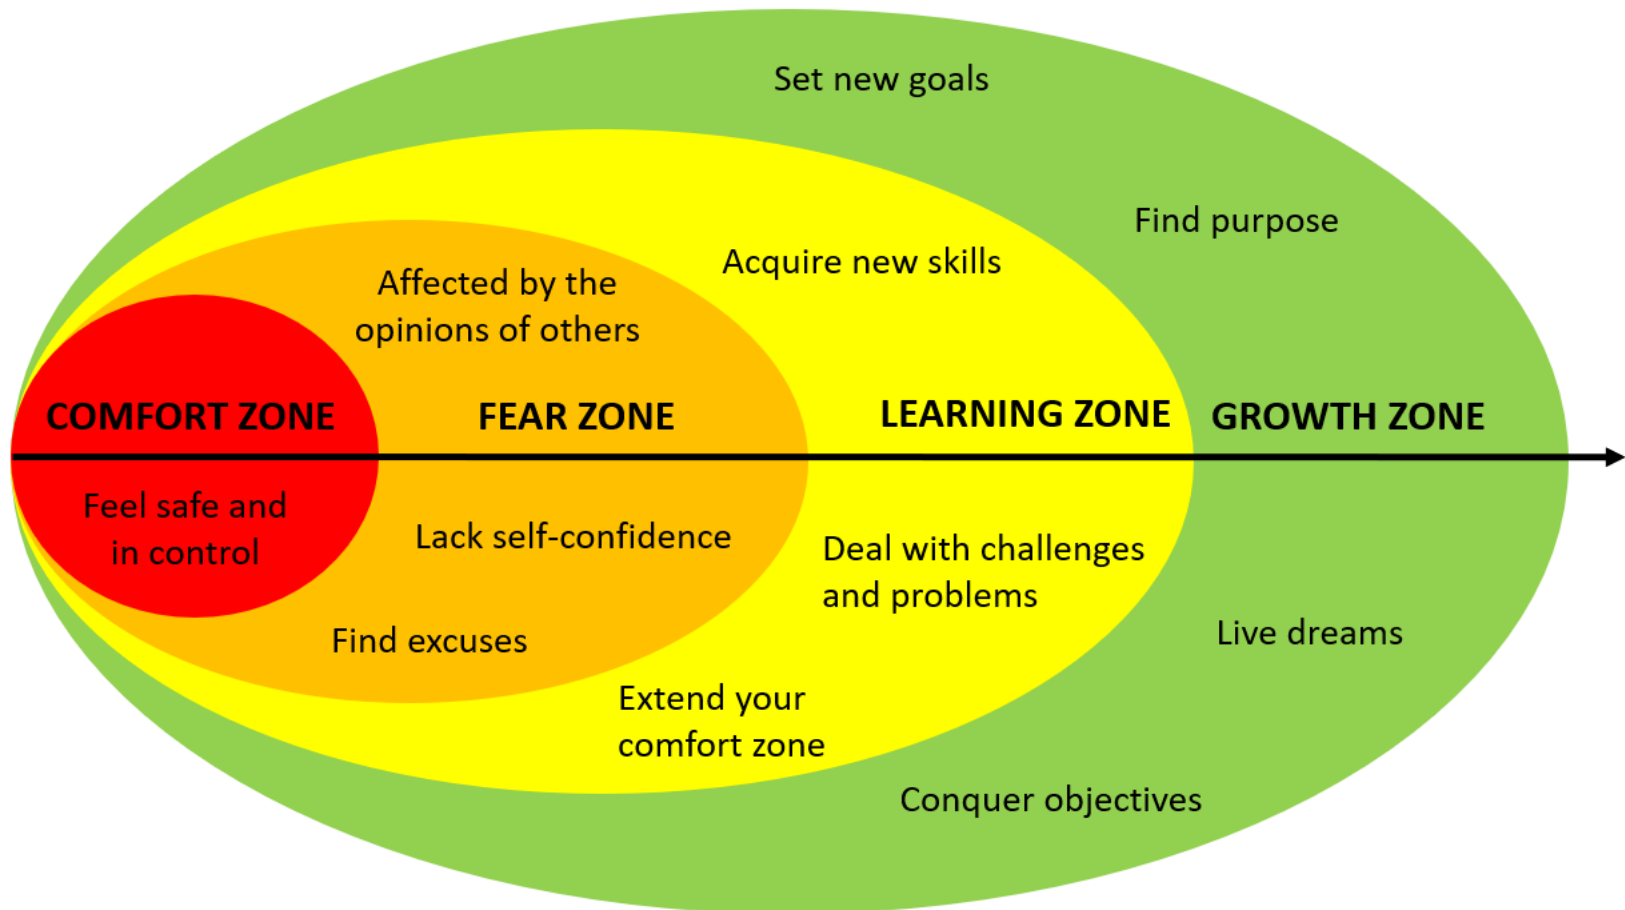 Set new goals
Find purpose
Acquire new skills
Affected by the
opinions of others
COMFORT ZONE
FEAR ZONE
LEARNING ZONE
GROWTH ZONE
Feel safe and
in control
Lack self-confidence
Deal with challenges
and problems
Find excuses
Live dreams
Extend your
comfort zone
Conquer objectives